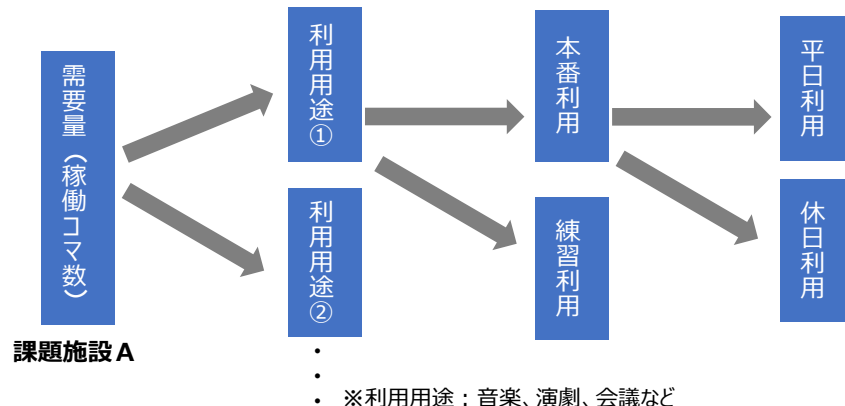 需要量（稼働コマ数）
利用用途①
本番利用
平日利用
利用用途②
練習利用
休日利用
課題施設A
・
・
・ ※利用用途：音楽、演劇、会議など